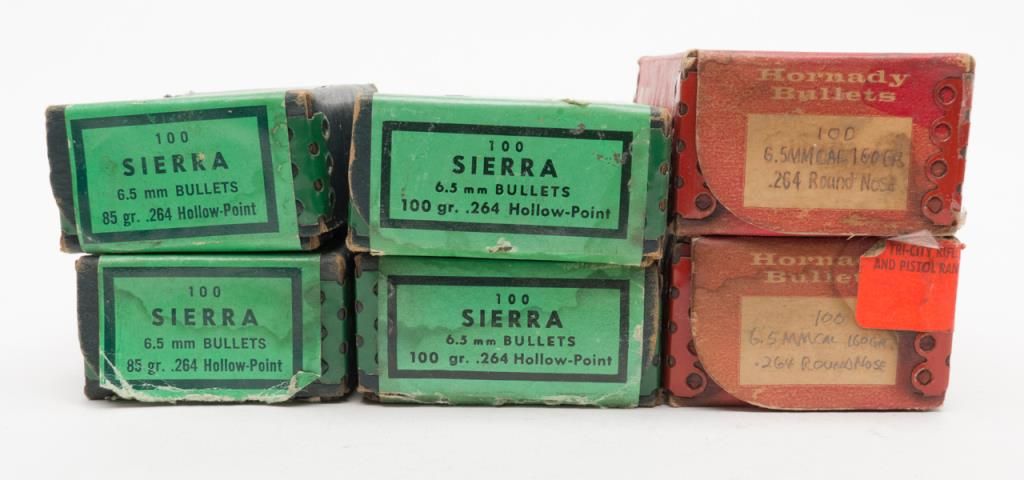 100
SIERRA
6.5 mm BULLETS
85 gr. .264 Hollow-Point
100
SIERRA
6.5 mm BULLETS
100 gr. .264 Hollow-Point
Hornady
Bullets
100
6.5MM CAL. 160 GR.
.264 Round Nose
100
SIERRA
6.5 mm BULLETS
85 gr. .264 Hollow-Point
100
SIERRA
6.5 mm BULLETS
100 gr. .264 Hollow-Point
Bullets
TRI-CITY
AND PISTOL
100
6.5MM CAL 160 GR.
.264 ROUND NOSE